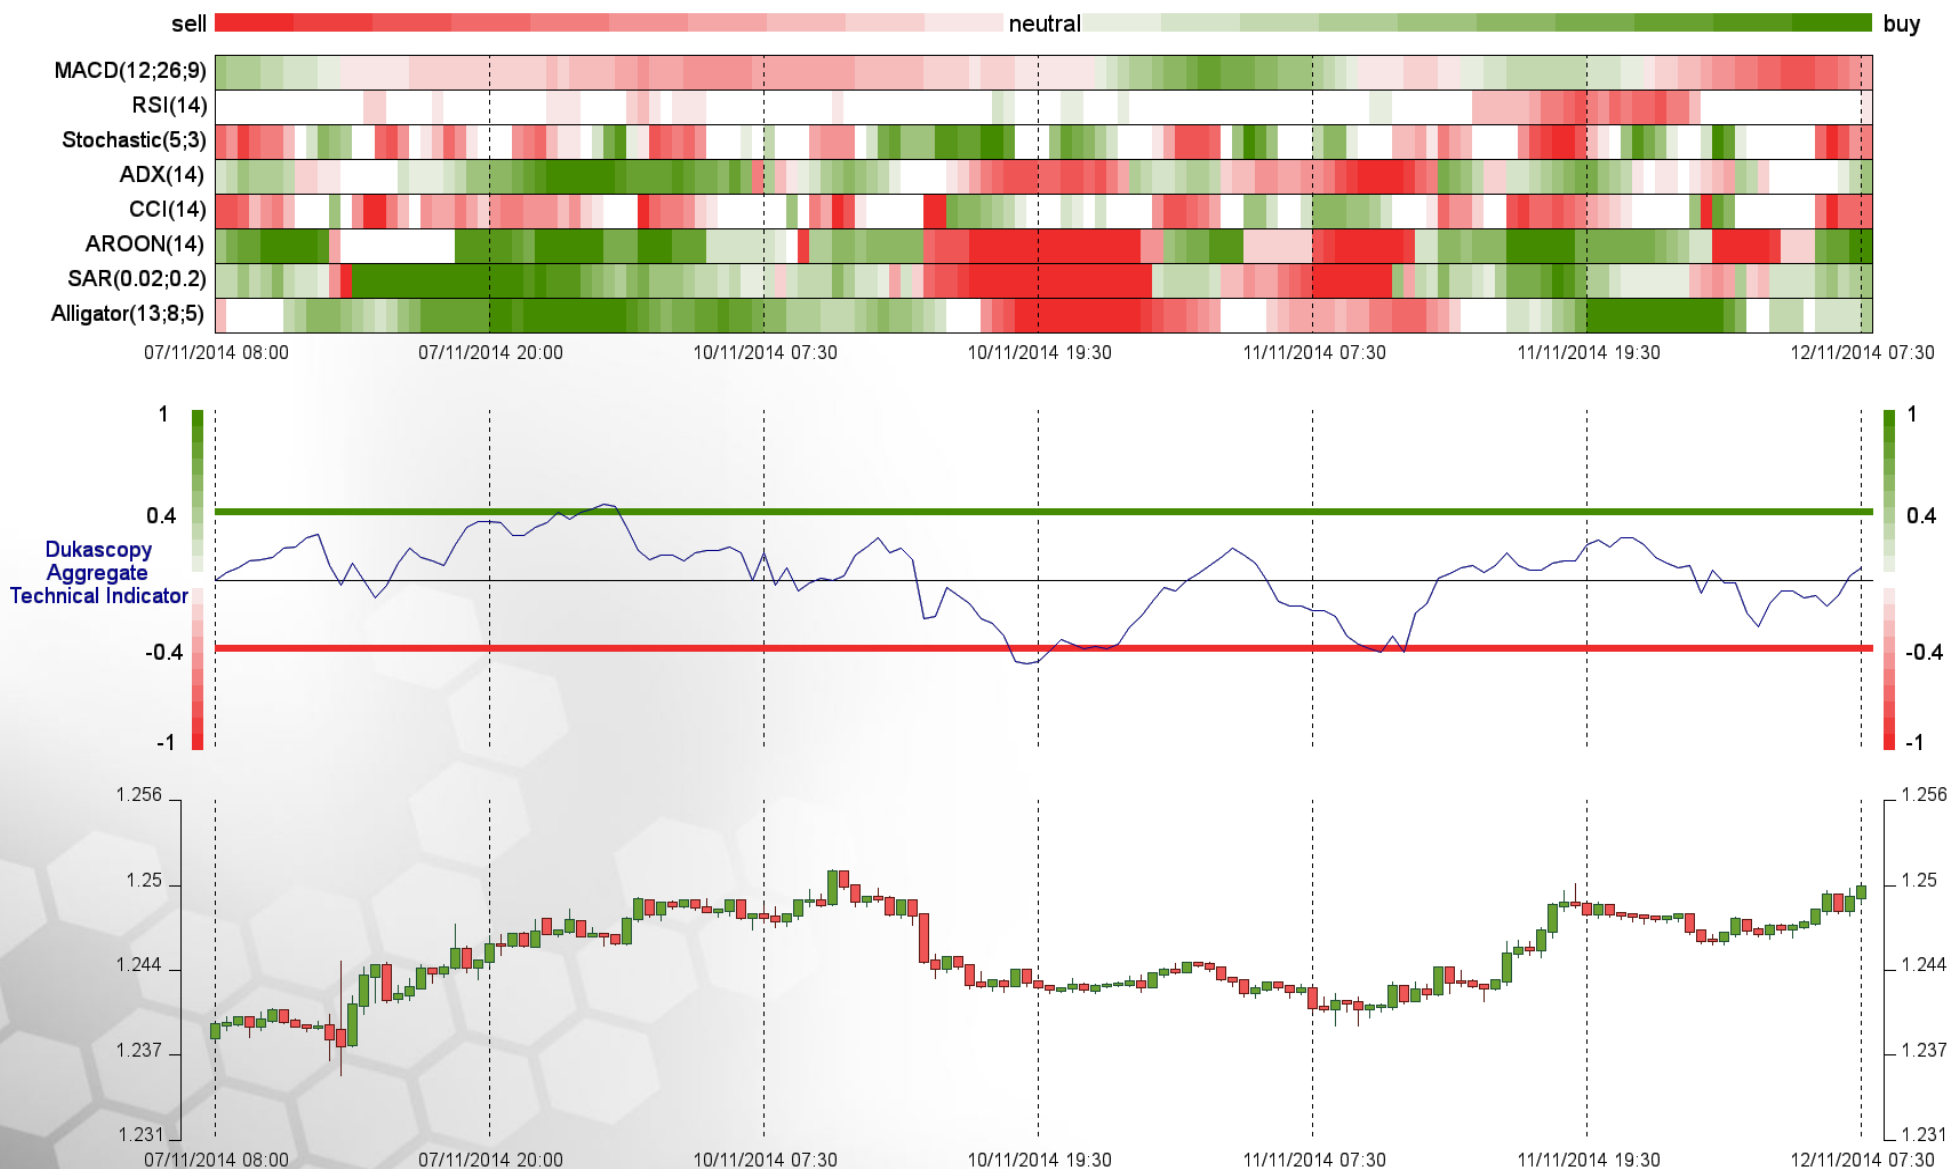 sell neutral buy
MACD(12;26;9)
RSI(14)
Stochastic(5;3)
ADX(14)
CCI(14)
AROON(14)
SAR(0.02;0.2)
Alligator(13;8;5)
07/11/2014 08:00 07/11/2014 20:00 10/11/2014 07:30 10/11/2014 19:30 11/11/2014 07:30 11/11/2014 19:30 12/11/2014 07:30
1 1
0.4 0.4
Dukascopy
Aggregate
Technical Indicator
-0.4 -0.4
-1 -1
1.256 1.256
1.25 1.25
1.244 1.244
1.237 1.237
1.231 1.231
07/11/2014 08:00 07/11/2014 20:00 10/11/2014 07:30 10/11/2014 19:30 11/11/2014 07:30 11/11/2014 19:30 12/11/2014 07:30